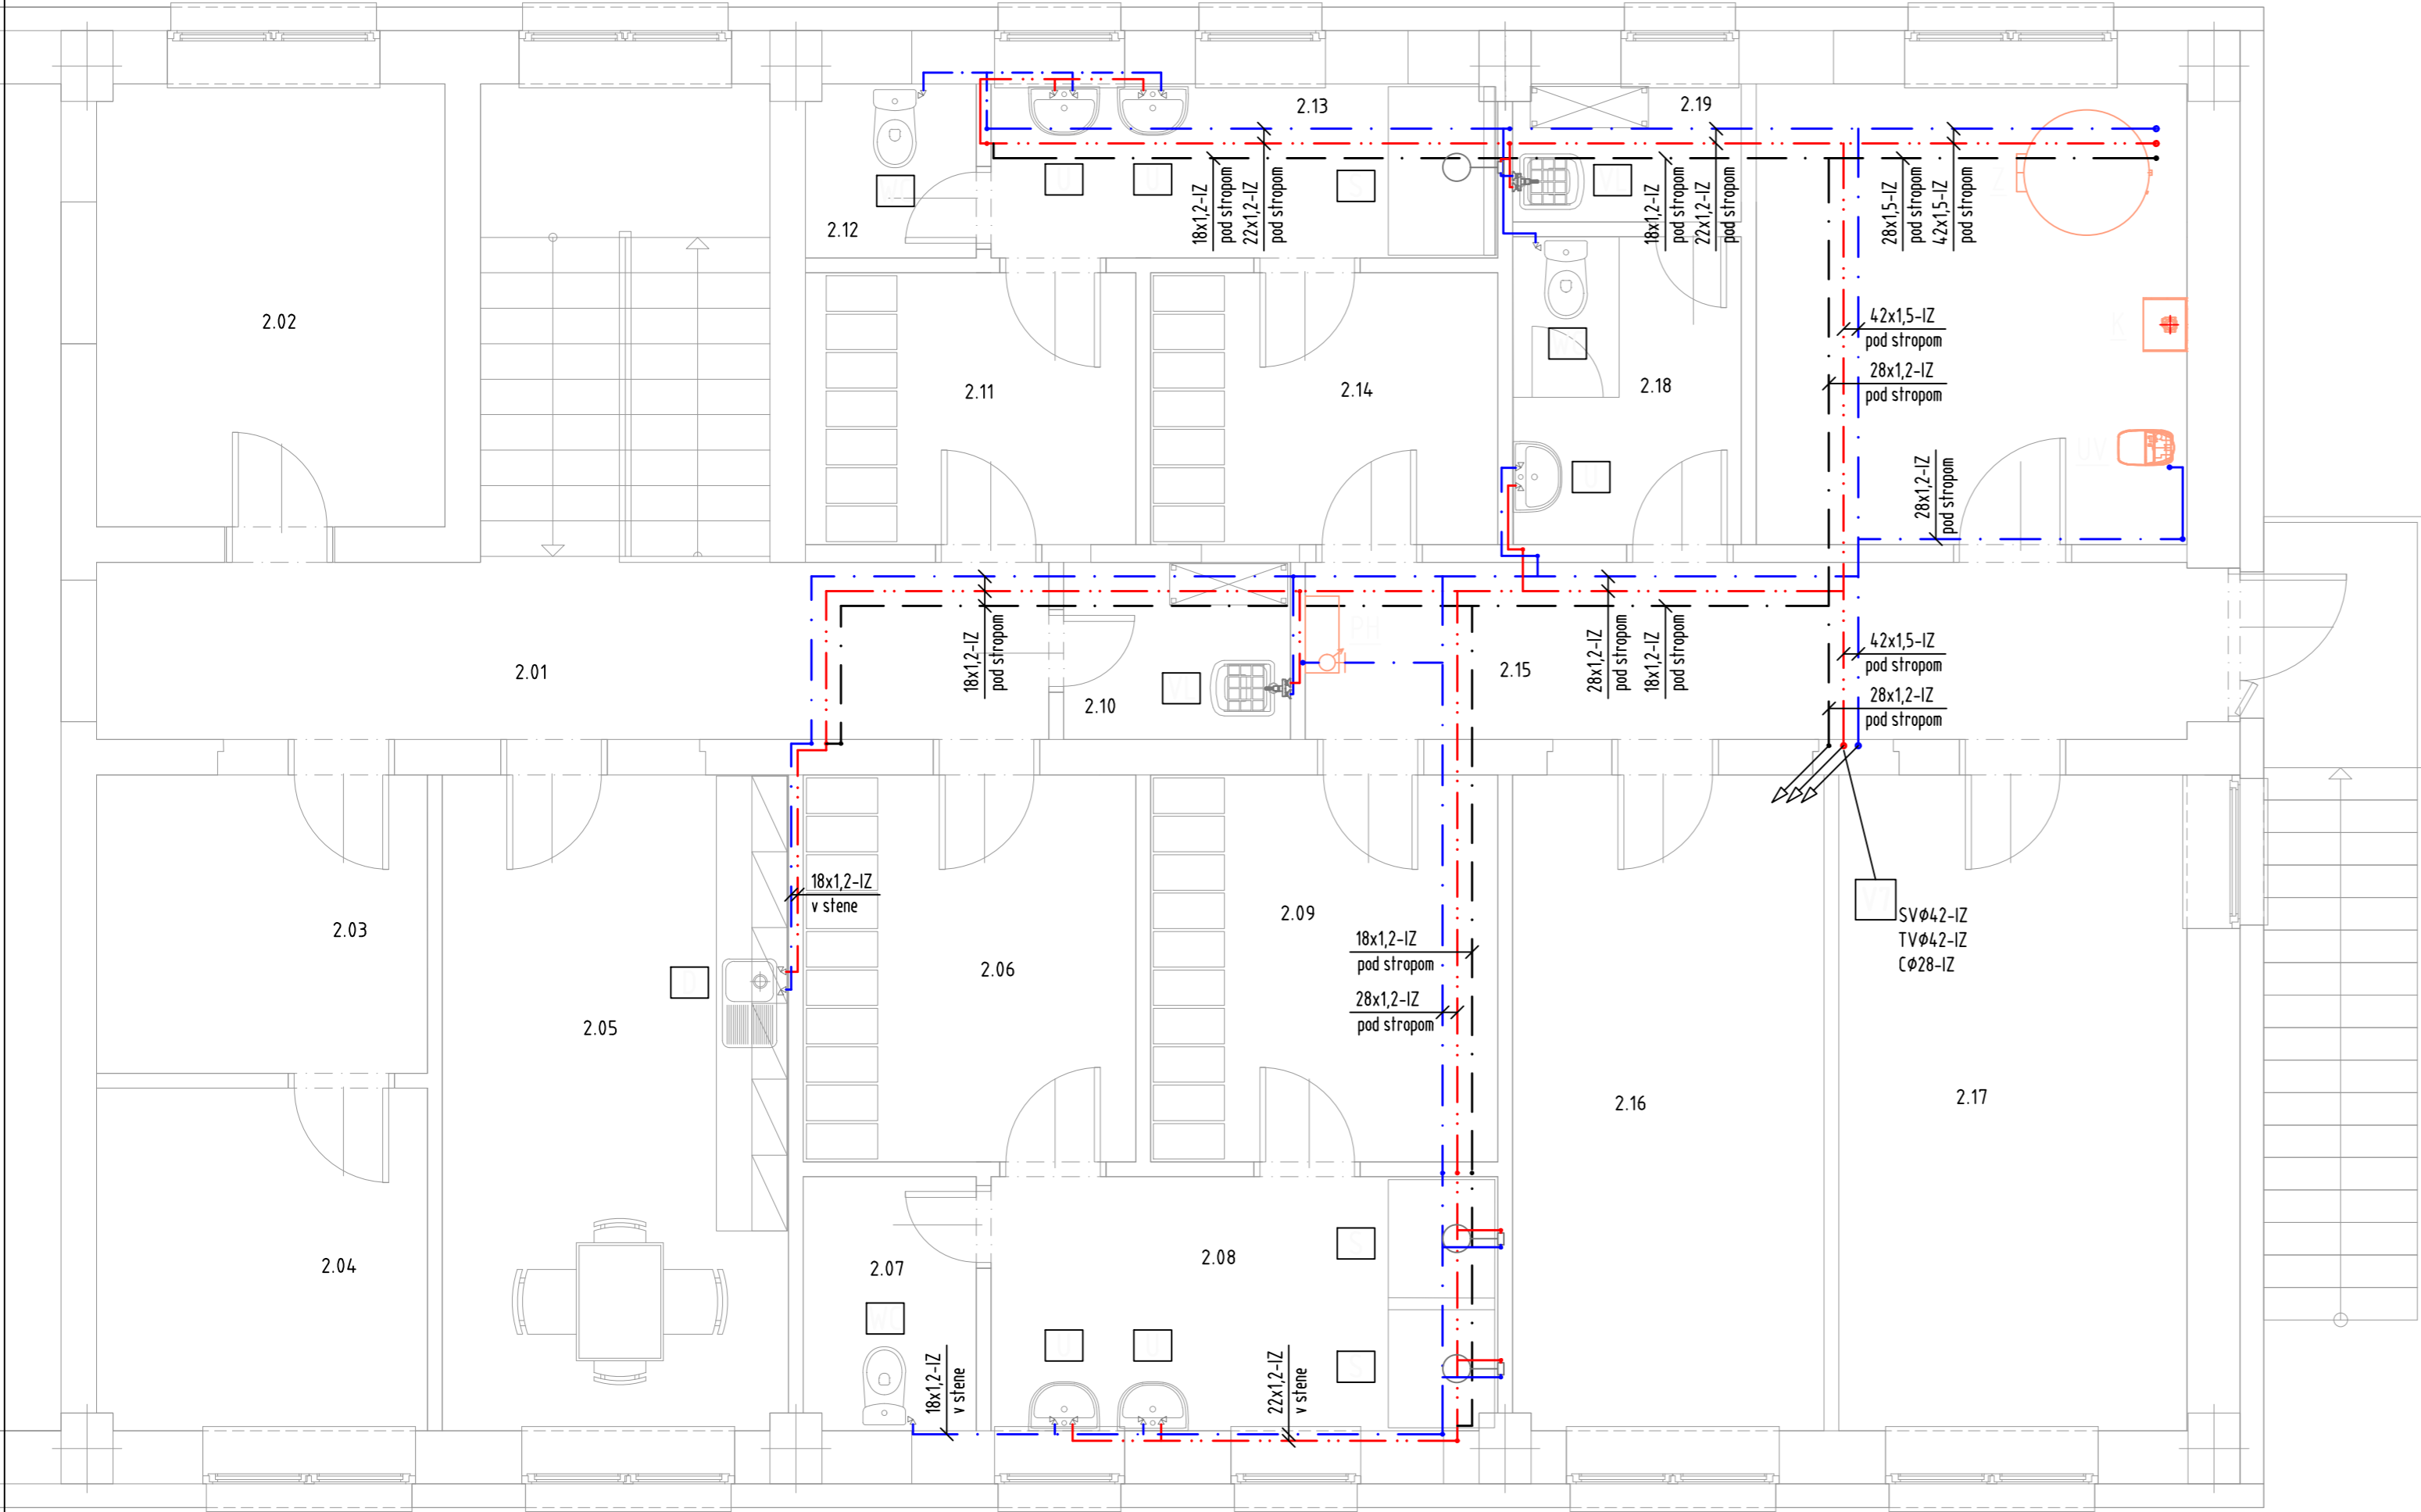 2.13
2.19
WC
U
U
S
VL
Z
2.12
18x1,2-IZ
pod stropom
22x1,2-IZ
pod stropom
18x1,2-IZ
pod stropom
22x1,2-IZ
pod stropom
28x1,5-IZ
pod stropom
42x1,5-IZ
pod stropom
2.02
42x1,5-IZ
pod stropom
K
28x1,2-IZ
pod stropom
2.11
2.14
2.18
U
UV
28x1,2-IZ
pod stropom
2.01
18x1,2-IZ
pod stropom
2.10
PH
2.15
28x1,2-IZ
pod stropom
18x1,2-IZ
pod stropom
42x1,5-IZ
pod stropom
28x1,2-IZ
pod stropom
18x1,2-IZ
v stene
V7
SVϕ42-IZ
TVϕ42-IZ
Cϕ28-IZ
2.03
2.05
2.06
2.09
18x1,2-IZ
pod stropom
28x1,2-IZ
pod stropom
2.16
2.17
2.04
2.07
2.08
S
WC
U
U
S
18x1,2-IZ
v stene
22x1,2-IZ
v stene